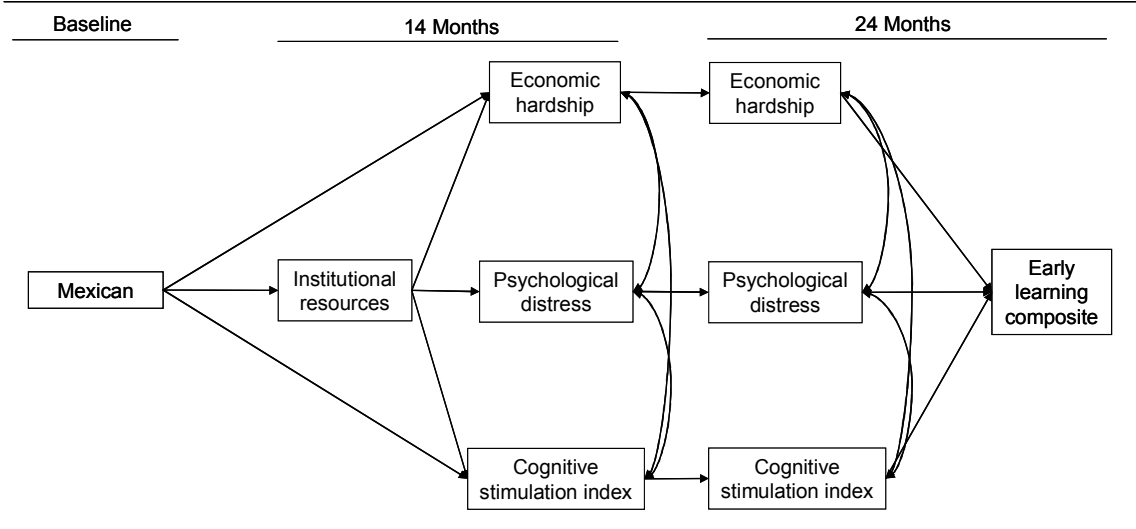 Baseline
14 Months
24 Months
Economic
hardship
Economic
hardship
Mexican
Institutional
resources
Psychological
distress
Psychological
distress
Early
learning
composite
Cognitive
stimulation index
Cognitive
stimulation index